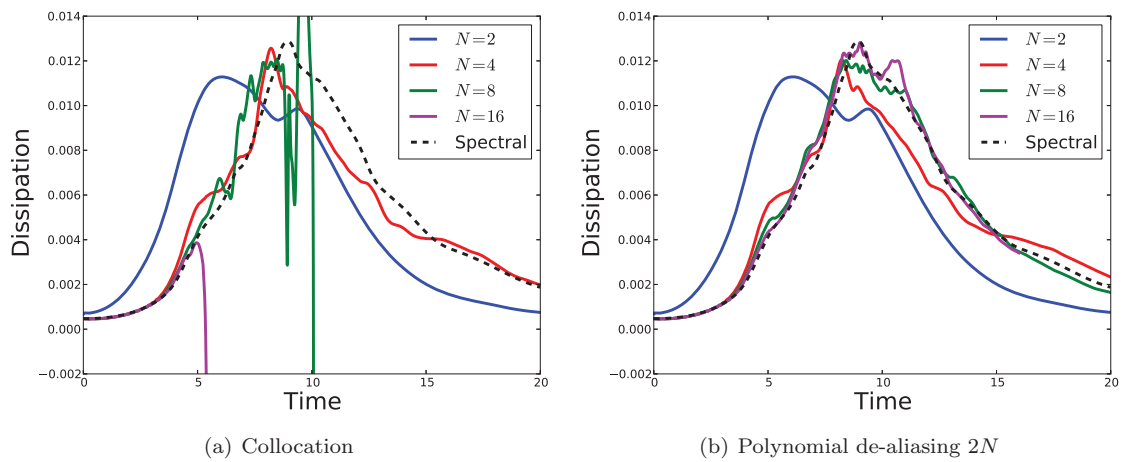 0.014
0.012
0.010
0.008
0.006
0.004
0.002
0.000
−0.002
0
5
10
15
20
Dissipation
Time
N=2
N=4
N=8
N=16
Spectral
(a) Collocation
0.014
0.012
0.010
0.008
0.006
0.004
0.002
0.000
−0.002
0
5
10
15
20
Dissipation
Time
N=2
N=4
N=8
N=16
Spectral
(b) Polynomial de-aliasing 2N